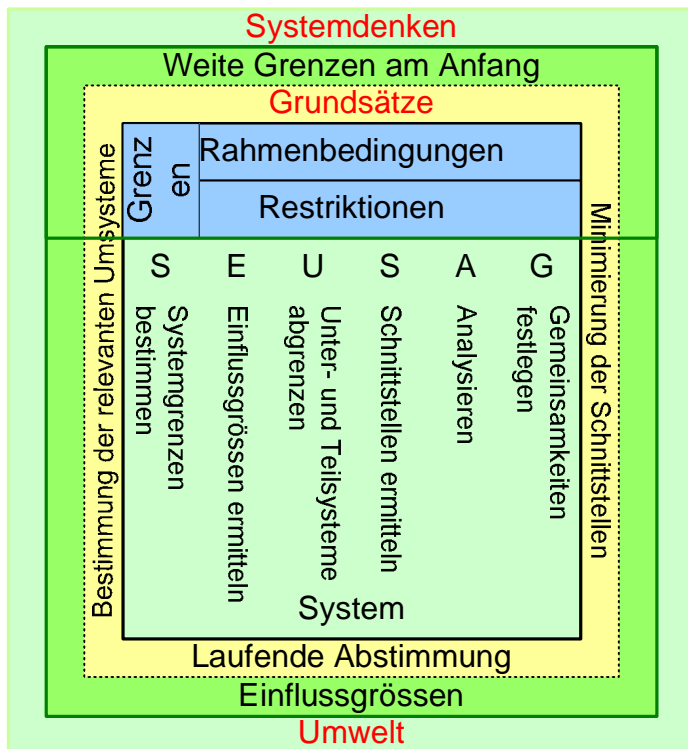 Systemdenken
Weite Grenzen am Anfang
Grundsätze
Bestimmung der relevanten Umsysteme
Grenz
en
Rahmenbedingungen
Restriktionen
Minimierung der Schnittstellen
S E U S A G
Systemgrenzen
bestimmen
Einflussgrössen ermitteln
Unter- und Teilsysteme
abgrenzen
Schnittstellen ermitteln
Analysieren
Gemeinsamkeiten
festlegen
System
Laufende Abstimmung
Einflussgrössen
Umwelt